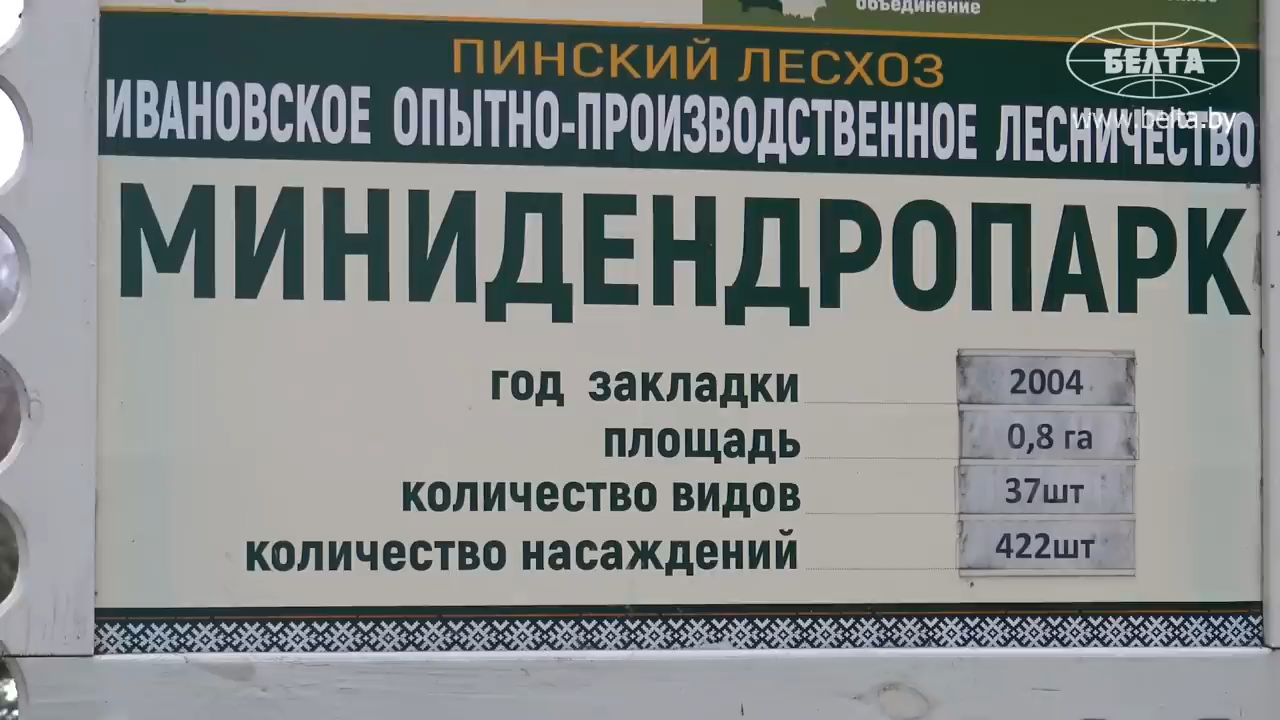 объединение
БЕЛТА
www.belta.by
ПИНСКИЙ ЛЕСХОЗ
ИВАНОВСКОЕ ОПЫТНО-ПРОИЗВОДСТВЕННОЕ ЛЕСНИЧЕСТВО
МИНИДЕНДРОПАРК
год закладки 2004
площадь 0,8 га
количество видов 37шт
количество насаждений 422шт